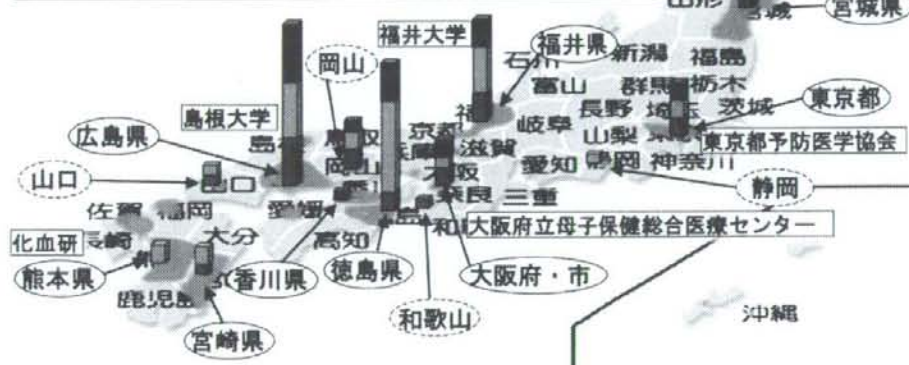 宮城県
福井大学
福井県
石川
新潟
福島
岡山
富山
群馬
栃木
東京都
島根大学
長野
埼玉
茨城
広島県
京都
岐阜
山梨
東京都予防医学協会
滋賀
愛知
静岡
神奈川
山口
岡山
大阪
奈良
三重
静岡
佐賀
福岡
愛媛
大阪府立母子保健総合医療センター
化血研
長崎
大分
高知
熊本県
香川県
徳島県
大阪府・市
和歌山
鹿児島
宮崎県
沖縄